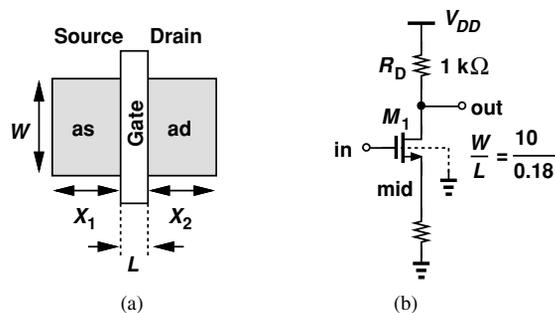 Source Drain
W
as
Gate
ad
X1 X2
L
(a)
VDD
RD 1 kΩ
out
M1
in
W/L = 10/0.18
mid
(b)